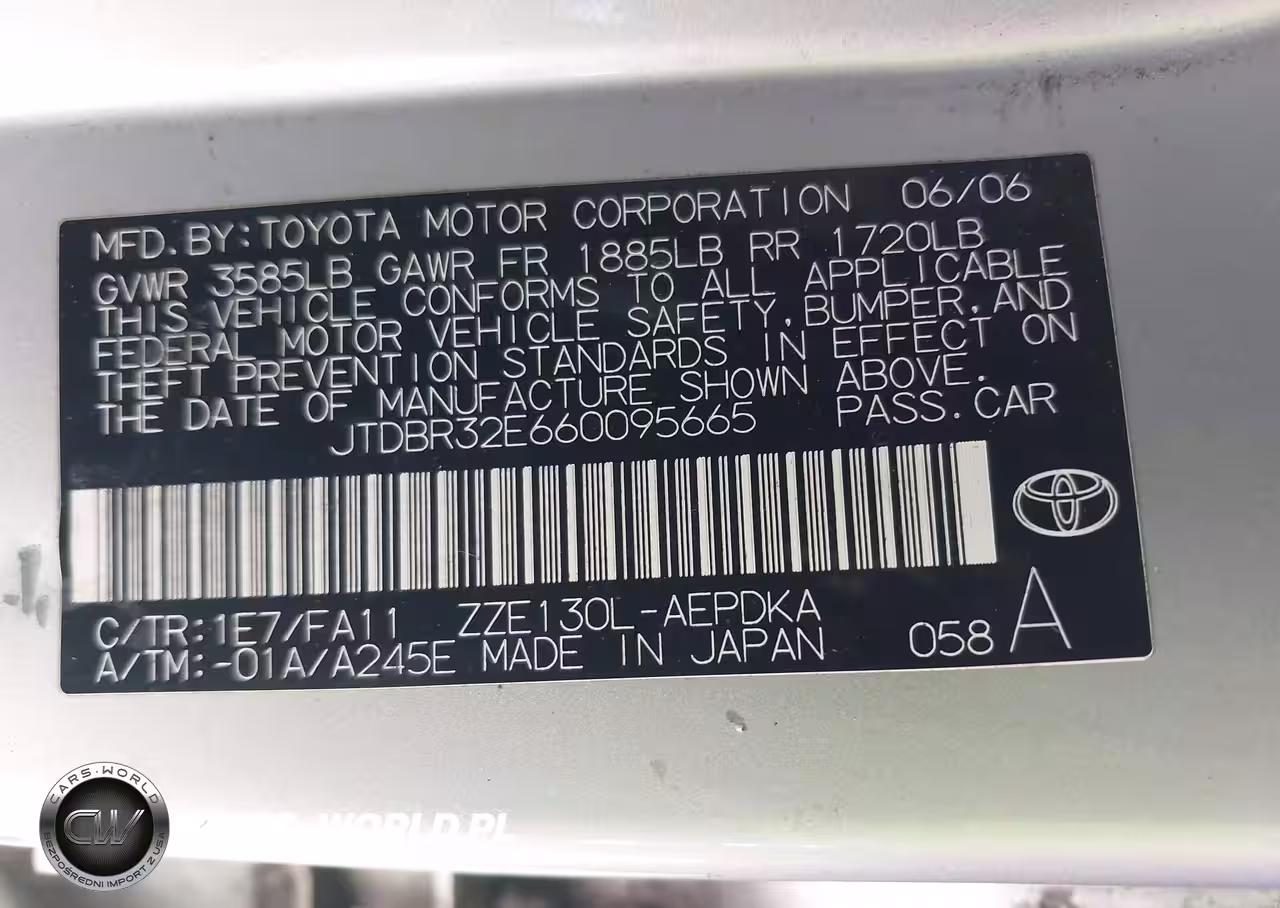 MFD.BY:TOYOTA MOTOR CORPORATION 06/06
GVWR 3585LB GAWR FR 1885LB RR 1720LB
THIS VEHICLE CONFORMS TO ALL APPLICABLE
FEDERAL MOTOR VEHICLE SAFETY,BUMPER,AND
THEFT PREVENTION STANDARDS IN EFFECT ON
THE DATE OF MANUFACTURE SHOWN ABOVE.
JTDBR32E660095665 PASS.CAR
C/TR:1E7/FA11 ZZE130L-AEPDKA
A/TM:-01A/A245E MADE IN JAPAN 058 A
CARS-WORLD
CW
BEZPOŚREDNI IMPORT Z USA
WORLD.PL